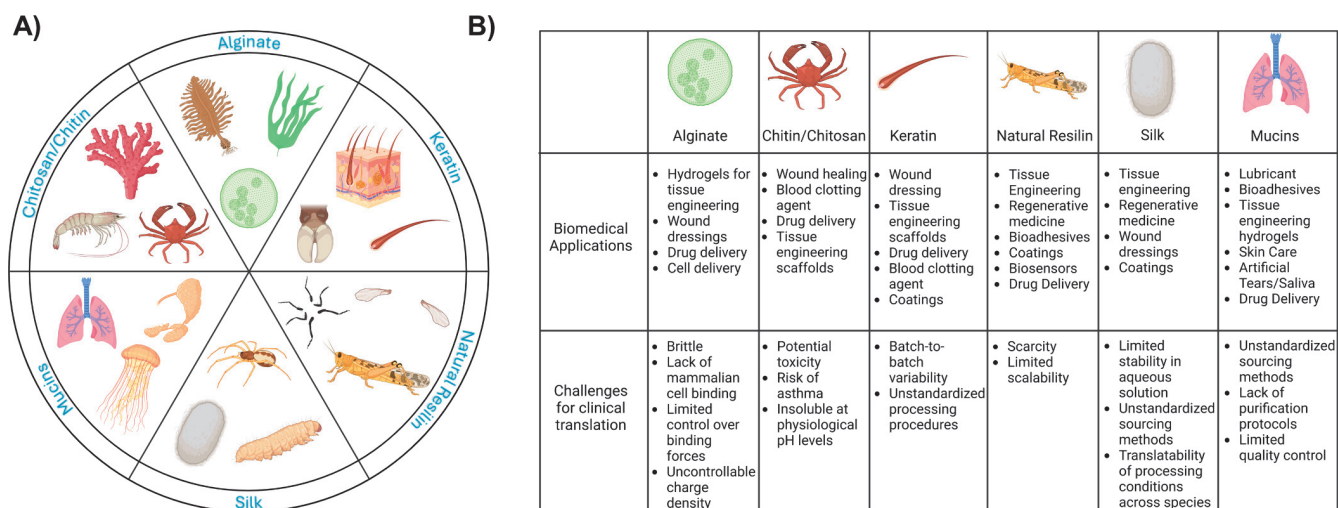 A)
Alginate
Chitosan/Chitin
Keratin
Mucins
Natural Resilin
Silk
B)
Alginate
Chitin/Chitosan
Keratin
Natural Resilin
Silk
Mucins
Biomedical
Applications
• Hydrogels for
tissue
engineering
• Wound
dressings
• Drug delivery
• Cell delivery
• Wound healing
• Blood clotting
agent
• Drug delivery
• Tissue
engineering
scaffolds
• Wound
dressing
• Tissue
engineering
scaffolds
• Drug delivery
• Blood clotting
agent
• Coatings
• Tissue
Engineering
• Regenerative
medicine
• Bioadhesives
• Coatings
• Biosensors
• Drug Delivery
• Tissue
engineering
• Regenerative
medicine
• Wound
dressings
• Coatings
• Lubricant
• Bioadhesives
• Tissue
engineering
hydrogels
• Skin Care
• Artificial
Tears/Saliva
• Drug Delivery
Challenges
for clinical
translation
• Brittle
• Lack of
mammalian
cell binding
• Limited
control over
binding
forces
• Uncontrollable
charge
density
• Potential
toxicity
• Risk of
asthma
• Insoluble at
physiological
pH levels
• Batch-to-
batch
variability
• Unstandardized
processing
procedures
• Scarcity
• Limited
scalability
• Limited
stability in
aqueous
solution
• Unstandardized
sourcing
methods
• Translatability
of processing
conditions
across species
• Unstandardized
sourcing
methods
• Lack of
purification
protocols
• Limited
quality control